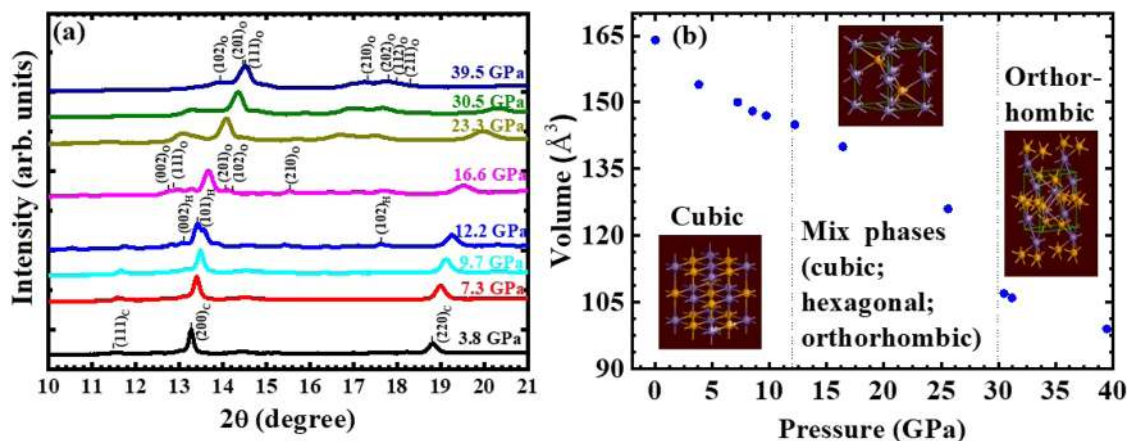 (a)
(102)O
(201)O
(111)O
(210)O
(202)O
(112)O
(211)O
39.5 GPa
30.5 GPa
23.3 GPa
(002)O
(111)O
(201)O
(102)O
(210)O
16.6 GPa
(002)H
(101)H
(102)H
12.2 GPa
9.7 GPa
7.3 GPa
(111)C
(200)C
(220)C
3.8 GPa
Intensity (arb. units)
10 11 12 13 14 15 16 17 18 19 20 21
2θ (degree)
(b)
165
150
135
120
105
90
Volume (Å³)
Orthor-
hombic
Cubic
Mix phases
(cubic;
hexagonal;
orthorhombic)
0 5 10 15 20 25 30 35 40
Pressure (GPa)